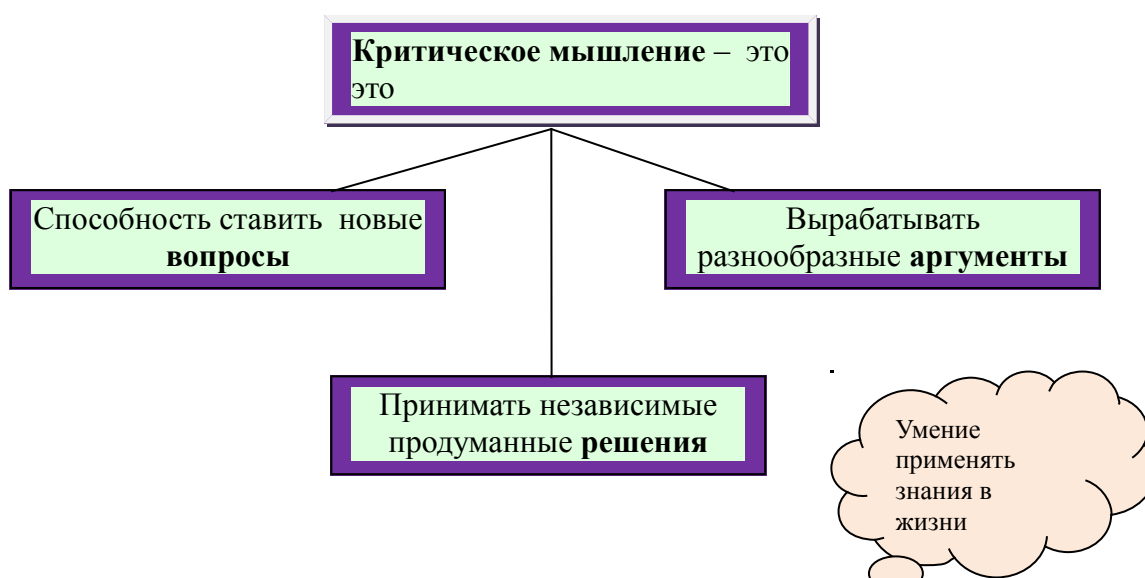 Критическое мышление – это
это
Способность ставить новые
вопросы
Вырабатывать
разнообразные аргументы
Принимать независимые
продуманные решения
Умение
применять
знания в
жизни